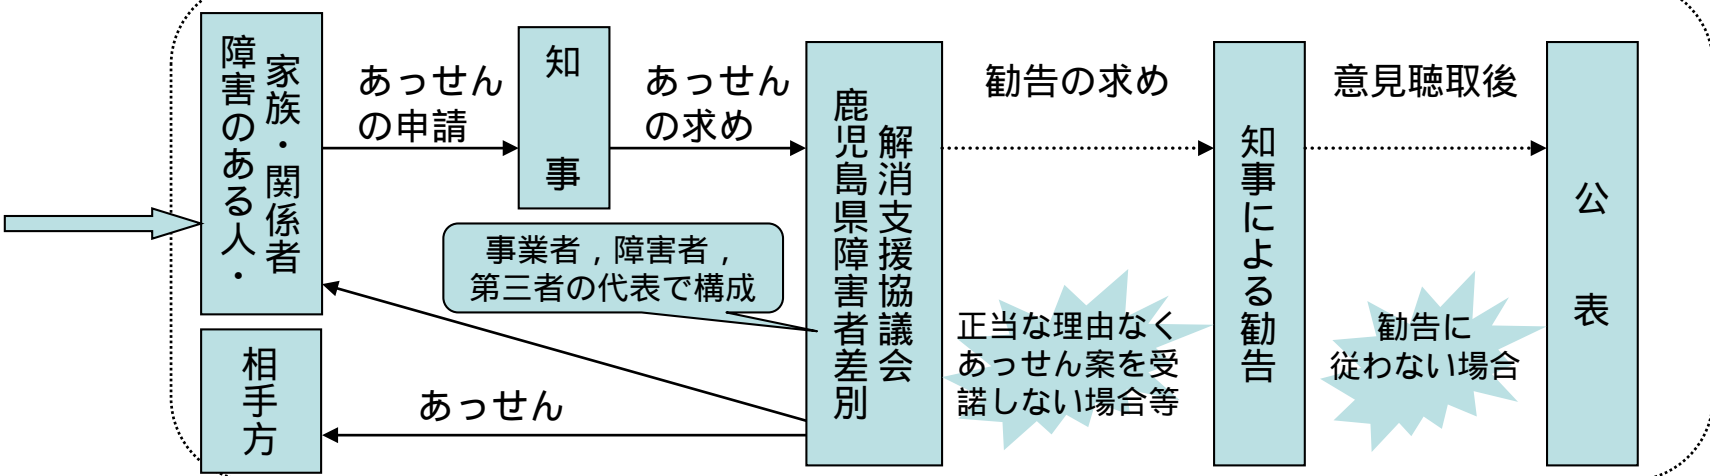 障害のある人・
家族・関係者
あっせん
の申請
知事
あっせん
の求め
鹿児島県障害者差別
解消支援協議会
勧告の求め
知事による勧告
意見聴取後
公表
事業者，障害者，
第三者の代表で構成
正当な理由なく
あっせん案を受
諾しない場合等
勧告に
従わない場合
相手方
あっせん